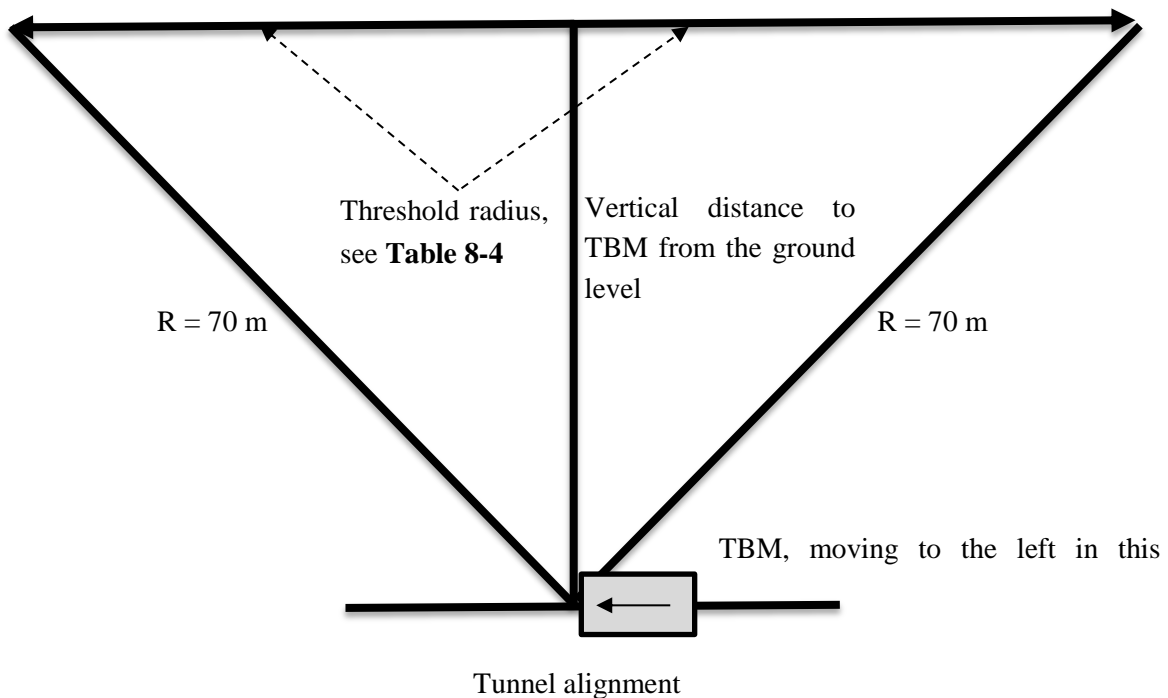 Threshold radius,
see Table 8-4
Vertical distance to
TBM from the ground
level
R = 70 m
R = 70 m
TBM, moving to the left in this
Tunnel alignment